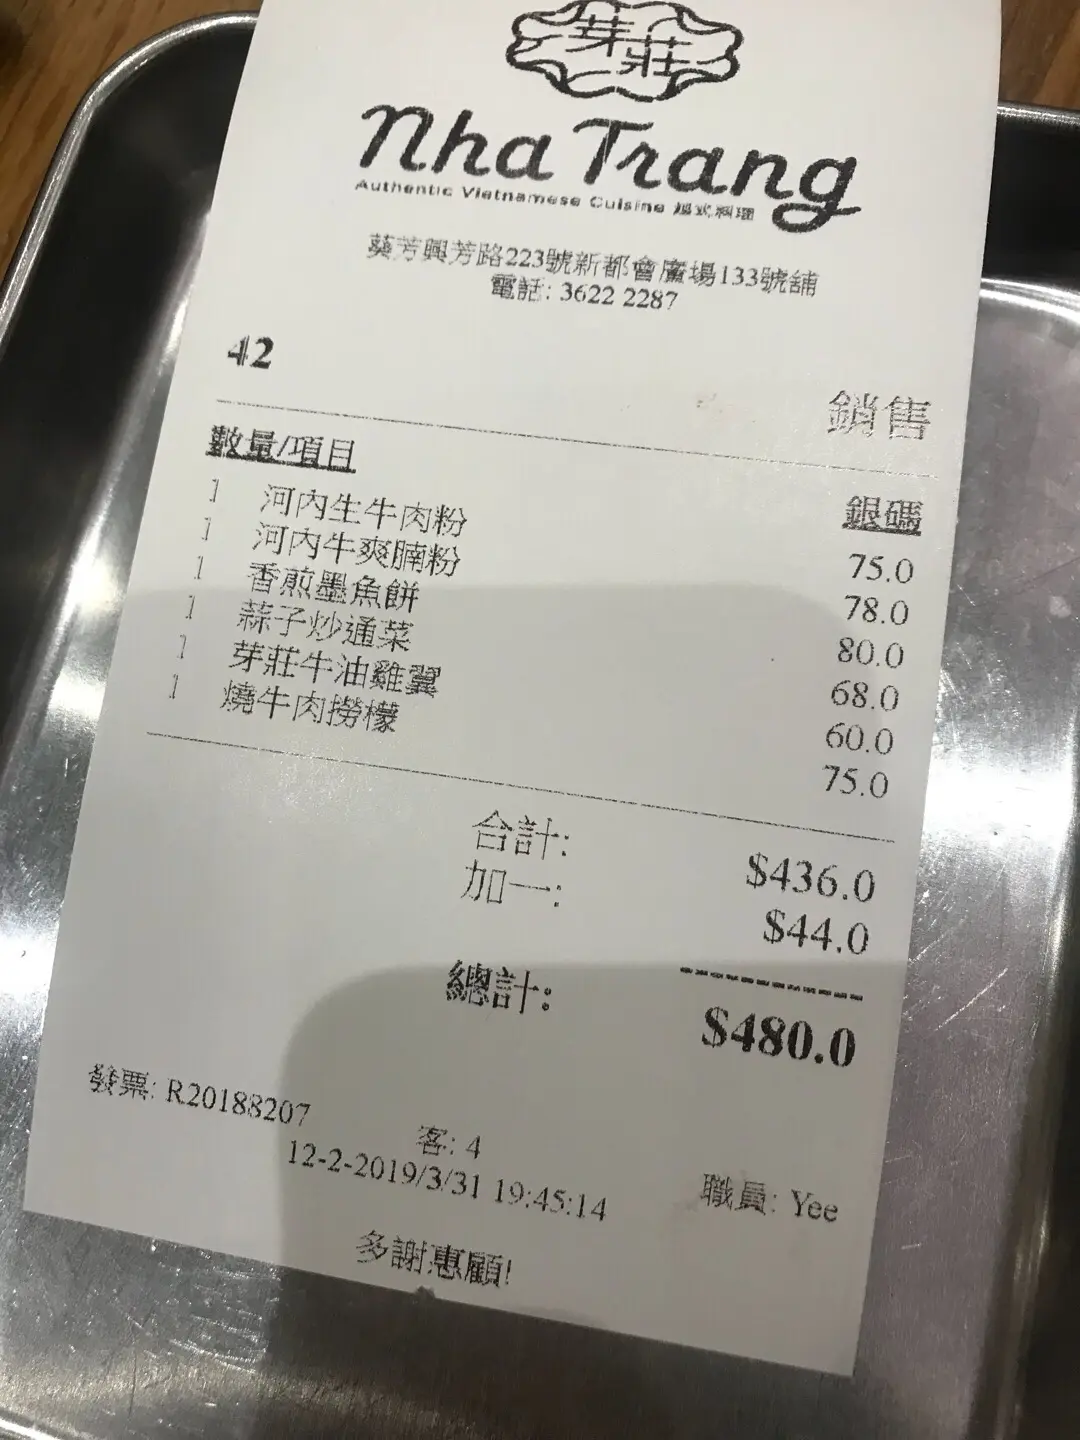 芽莊
Nha Trang
Authentic Vietnamese Cuisine 越式料理
葵芳興芳路223號新都會廣場133號舖
電話: 3622 2287
42
銷售
數量/項目 銀碼
1 河內生牛肉粉 75.0
1 河內牛爽腩粉 78.0
1 香煎墨魚餅 80.0
1 蒜子炒通菜 68.0
1 芽莊牛油雞翼 60.0
1 燒牛肉撈檬 75.0
合計: $436.0
加一: $44.0
總計: $480.0
發票: R20188207
客: 4
職員: Yee
12-2-2019/3/31 19:45:14
多謝惠顧!